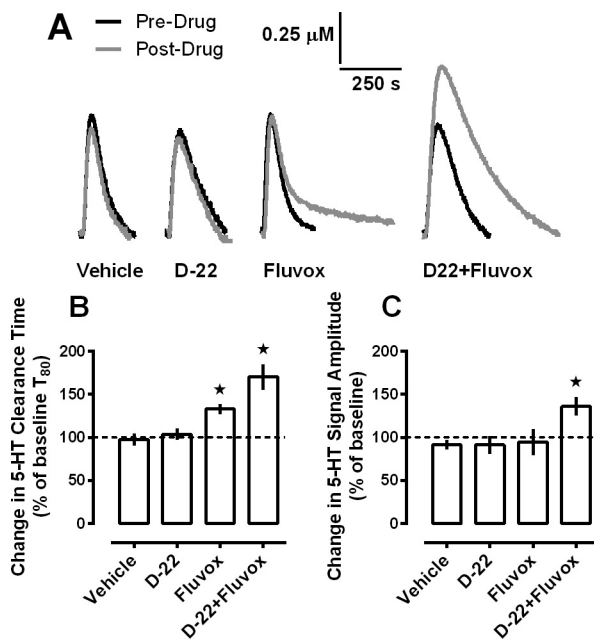 A
Pre-Drug
Post-Drug
0.25 μM
250 s
Vehicle D-22 Fluvox D22+Fluvox
B
Change in 5-HT Clearance Time
(% of baseline T80)
200
150
100
50
0
★
★
Vehicle
D-22
Fluvox
D-22+Fluvox
C
Change in 5-HT Signal Amplitude
(% of baseline)
200
150
100
50
0
★
Vehicle
D-22
Fluvox
D-22+Fluvox